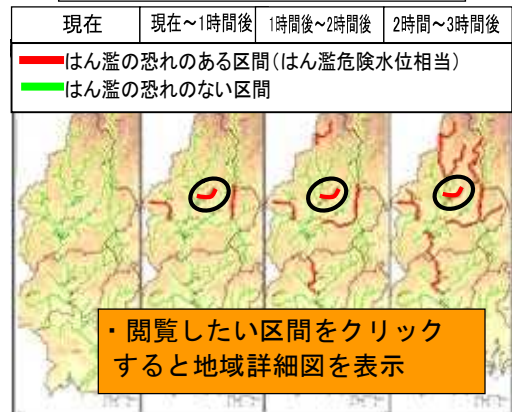 現在
現在～1時間後
1時間後～2時間後
2時間～3時間後
はん濫の恐れのある区間(はん濫危険水位相当)
はん濫の恐れのない区間
・閲覧したい区間をクリック
すると地域詳細図を表示